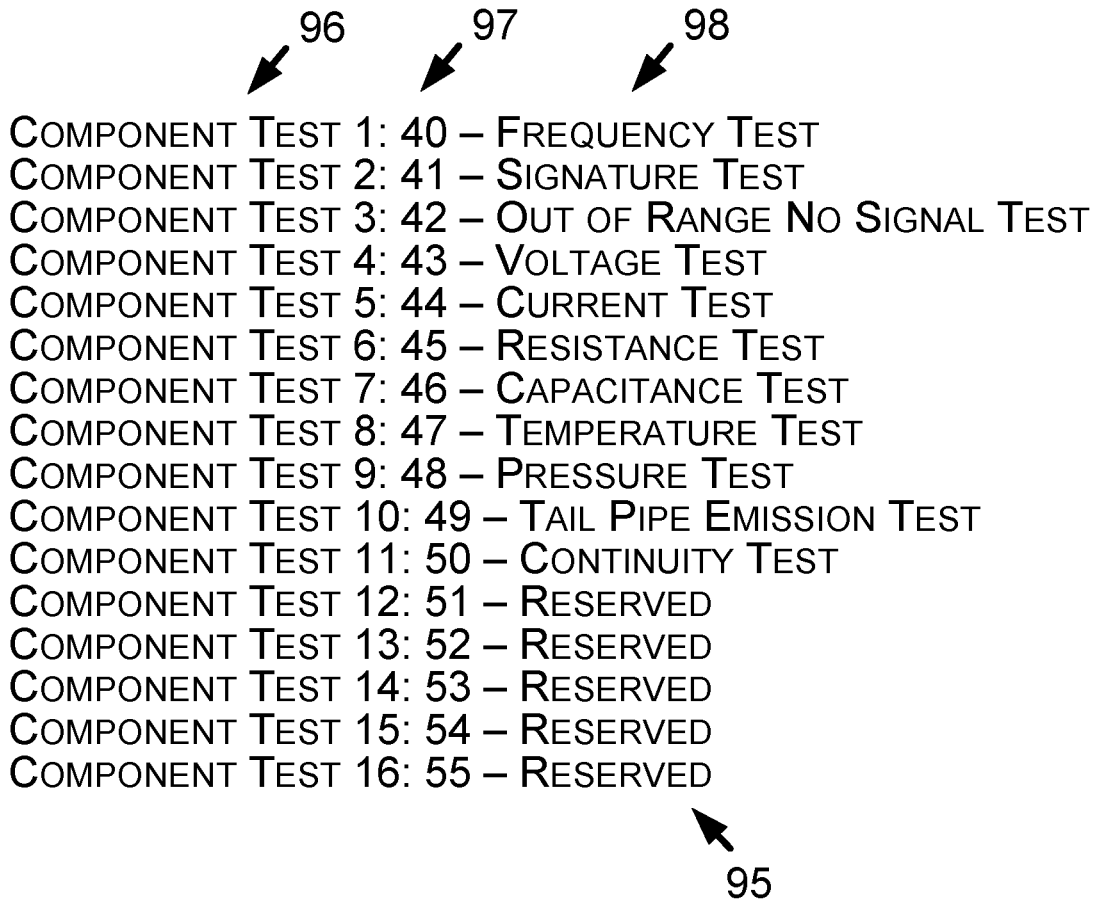 96 97 98
COMPONENT TEST 1: 40 – FREQUENCY TEST
COMPONENT TEST 2: 41 – SIGNATURE TEST
COMPONENT TEST 3: 42 – OUT OF RANGE NO SIGNAL TEST
COMPONENT TEST 4: 43 – VOLTAGE TEST
COMPONENT TEST 5: 44 – CURRENT TEST
COMPONENT TEST 6: 45 – RESISTANCE TEST
COMPONENT TEST 7: 46 – CAPACITANCE TEST
COMPONENT TEST 8: 47 – TEMPERATURE TEST
COMPONENT TEST 9: 48 – PRESSURE TEST
COMPONENT TEST 10: 49 – TAIL PIPE EMISSION TEST
COMPONENT TEST 11: 50 – CONTINUITY TEST
COMPONENT TEST 12: 51 – RESERVED
COMPONENT TEST 13: 52 – RESERVED
COMPONENT TEST 14: 53 – RESERVED
COMPONENT TEST 15: 54 – RESERVED
COMPONENT TEST 16: 55 – RESERVED
95